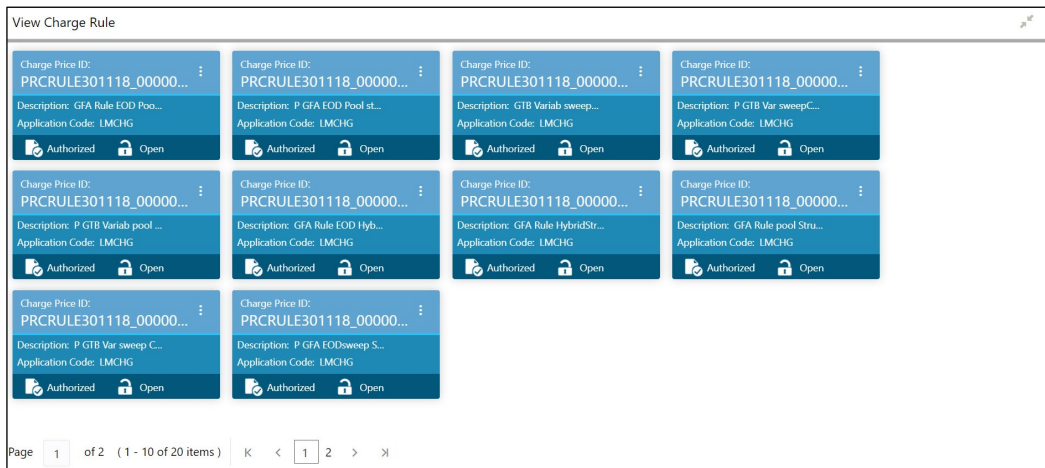 View Charge Rule
Charge Price ID:
PRCRULE301118_00000...
Description: GFA Rule EOD Poo...
Application Code: LMCHG
Authorized Open
Charge Price ID:
PRCRULE301118_00000...
Description: P GFA EOD Pool st...
Application Code: LMCHG
Authorized Open
Charge Price ID:
PRCRULE301118_00000...
Description: GTB Variab sweep...
Application Code: LMCHG
Authorized Open
Charge Price ID:
PRCRULE301118_00000...
Description: P GTB Var sweepC...
Application Code: LMCHG
Authorized Open
Charge Price ID:
PRCRULE301118_00000...
Description: P GTB Variab pool ...
Application Code: LMCHG
Authorized Open
Charge Price ID:
PRCRULE301118_00000...
Description: GFA Rule EOD Hyb...
Application Code: LMCHG
Authorized Open
Charge Price ID:
PRCRULE301118_00000...
Description: GFA Rule HybridStr...
Application Code: LMCHG
Authorized Open
Charge Price ID:
PRCRULE301118_00000...
Description: GFA Rule pool Stru...
Application Code: LMCHG
Authorized Open
Charge Price ID:
PRCRULE301118_00000...
Description: P GTB Var sweep C...
Application Code: LMCHG
Authorized Open
Charge Price ID:
PRCRULE301118_00000...
Description: P GFA EODsweep S...
Application Code: LMCHG
Authorized Open
Page 1 of 2 ( 1 - 10 of 20 items ) 1 2